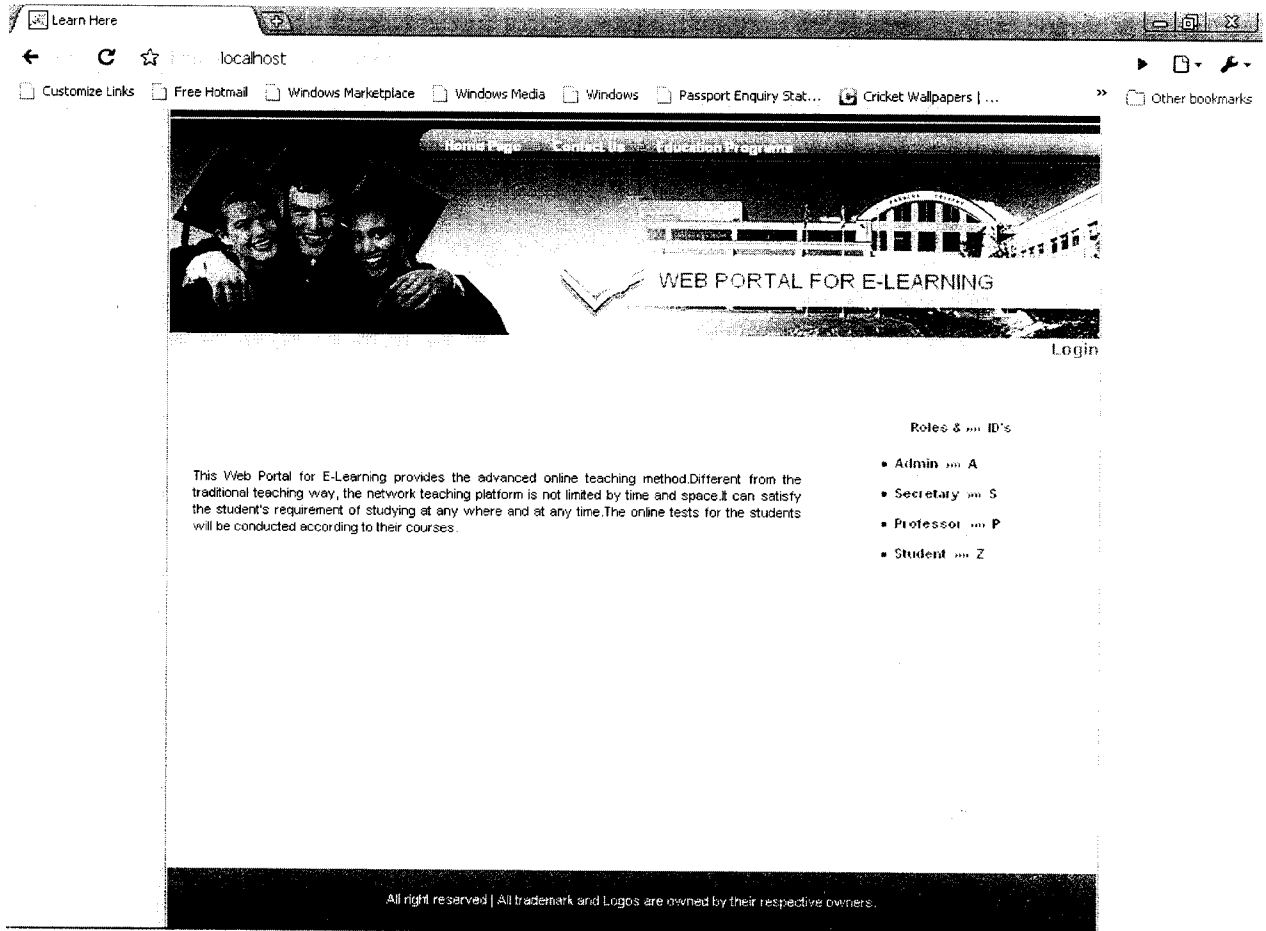 Learn Here
localhost
Customize Links Free Hotmail Windows Marketplace Windows Media Windows Passport Enquiry Stat... Cricket Wallpapers | ... » Other bookmarks
Home Page Contact Us Education Programs
WEB PORTAL FOR E-LEARNING
Login
Roles & »» ID's
• Admin »» A
• Secretary »» S
• Professor »» P
• Student »» Z
This Web Portal for E-Learning provides the advanced online teaching method.Different from the
traditional teaching way, the network teaching platform is not limited by time and space.It can satisfy
the student's requirement of studying at any where and at any time.The online tests for the students
will be conducted according to their courses.
All right reserved | All trademark and Logos are owned by their respective owners.